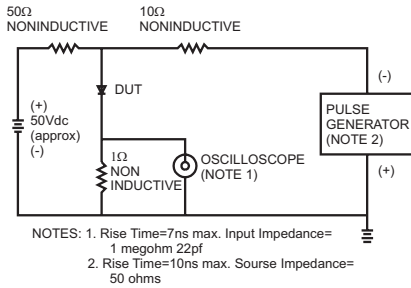 50Ω
NONINDUCTIVE
10Ω
NONINDUCTIVE
(+)
50Vdc
(approx)
(-)
DUT
1Ω
NON
INDUCTIVE
OSCILLOSCOPE
(NOTE 1)
(-)
PULSE
GENERATOR
(NOTE 2)
(+)
NOTES: 1. Rise Time=7ns max. Input Impedance=
1 megohm 22pf
2. Rise Time=10ns max. Sourse Impedance=
50 ohms